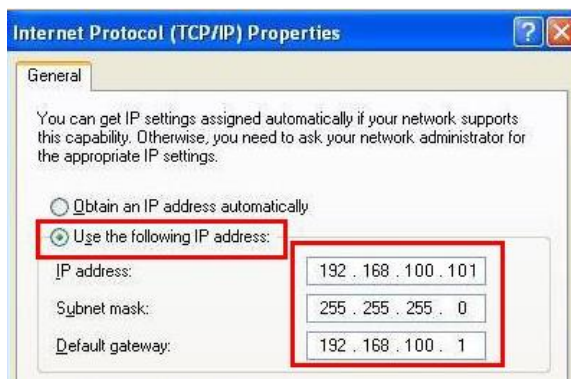 Internet Protocol (TCP/IP) Properties
General
You can get IP settings assigned automatically if your network supports
this capability. Otherwise, you need to ask your network administrator for
the appropriate IP settings.
Obtain an IP address automatically
Use the following IP address:
IP address: 192 . 168 . 100 . 101
Subnet mask: 255 . 255 . 255 . 0
Default gateway: 192 . 168 . 100 . 1